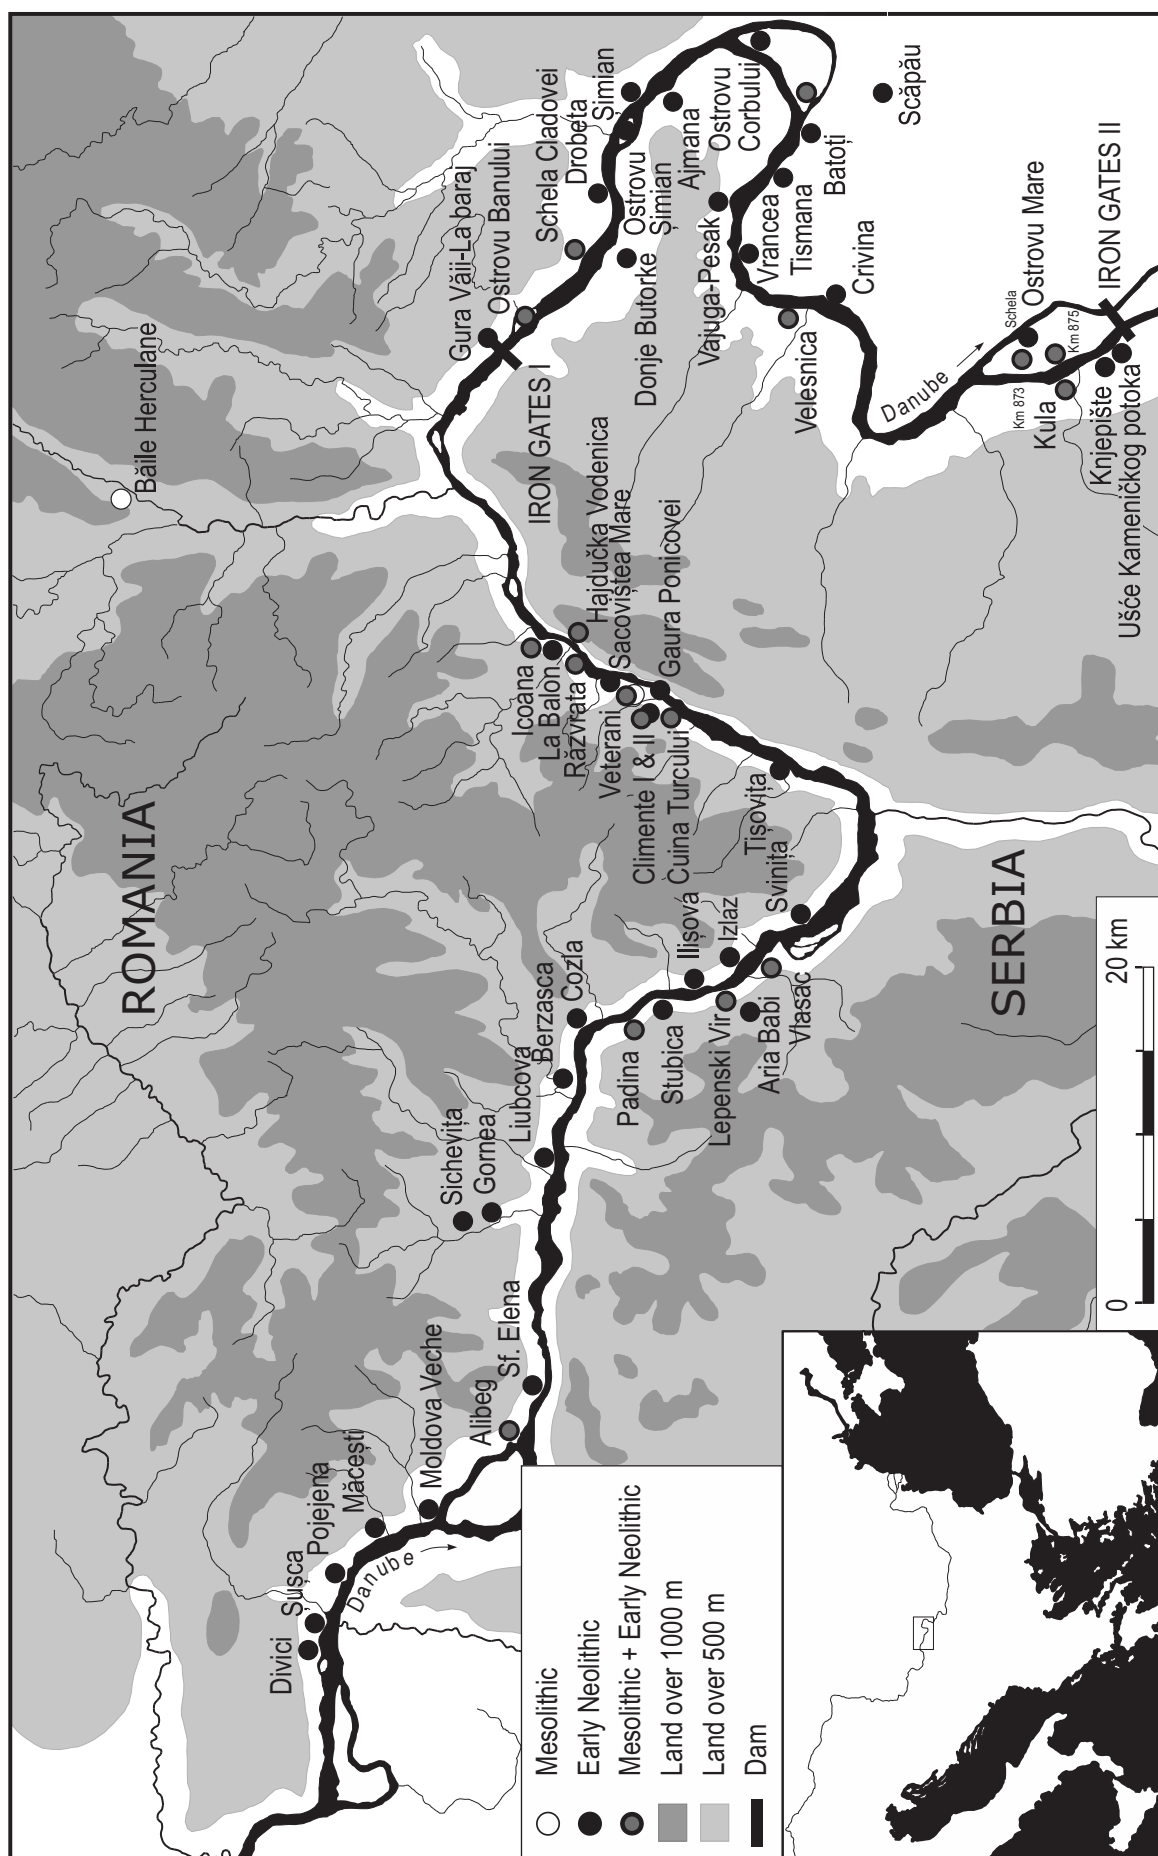 ROMANIA
SERBIA
Băile Herculane
Divici
Șușca
Pojejena
Măcești
Moldova Veche
Alibeg
Sf. Elena
Sichevița
Gornea
Liubcova
Berzasca
Cozla
Ilișova
Izlaz
Svinița
Tișovița
Padina
Stubica
Lepenski Vir
Aria Babi
Vlasac
Icoana
La Balon
Răzvrata
Veterani
Climente I & II
Cuina Turcului
Hajdučka Vodenica
Sacoviștea Mare
Gaura Ponicovei
IRON GATES I
Gura Văii-La baraj
Ostrovu Banului
Schela Cladovei
Drobeta
Șimian
Ostrovu
Șimian
Donje Butorke
Ajmana
Ostrovu
Corbului
Scăpău
Batoți
Vajuga-Pesak
Vrancea
Tismana
Crivina
Velesnica
Danube
Danube
Schela
Ostrovu Mare
Km 873
Km 875
Kula
Knjepište
Ušće Kameničkog potoka
IRON GATES II
Mesolithic
Early Neolithic
Mesolithic + Early Neolithic
Land over 1000 m
Land over 500 m
Dam
0
20 km